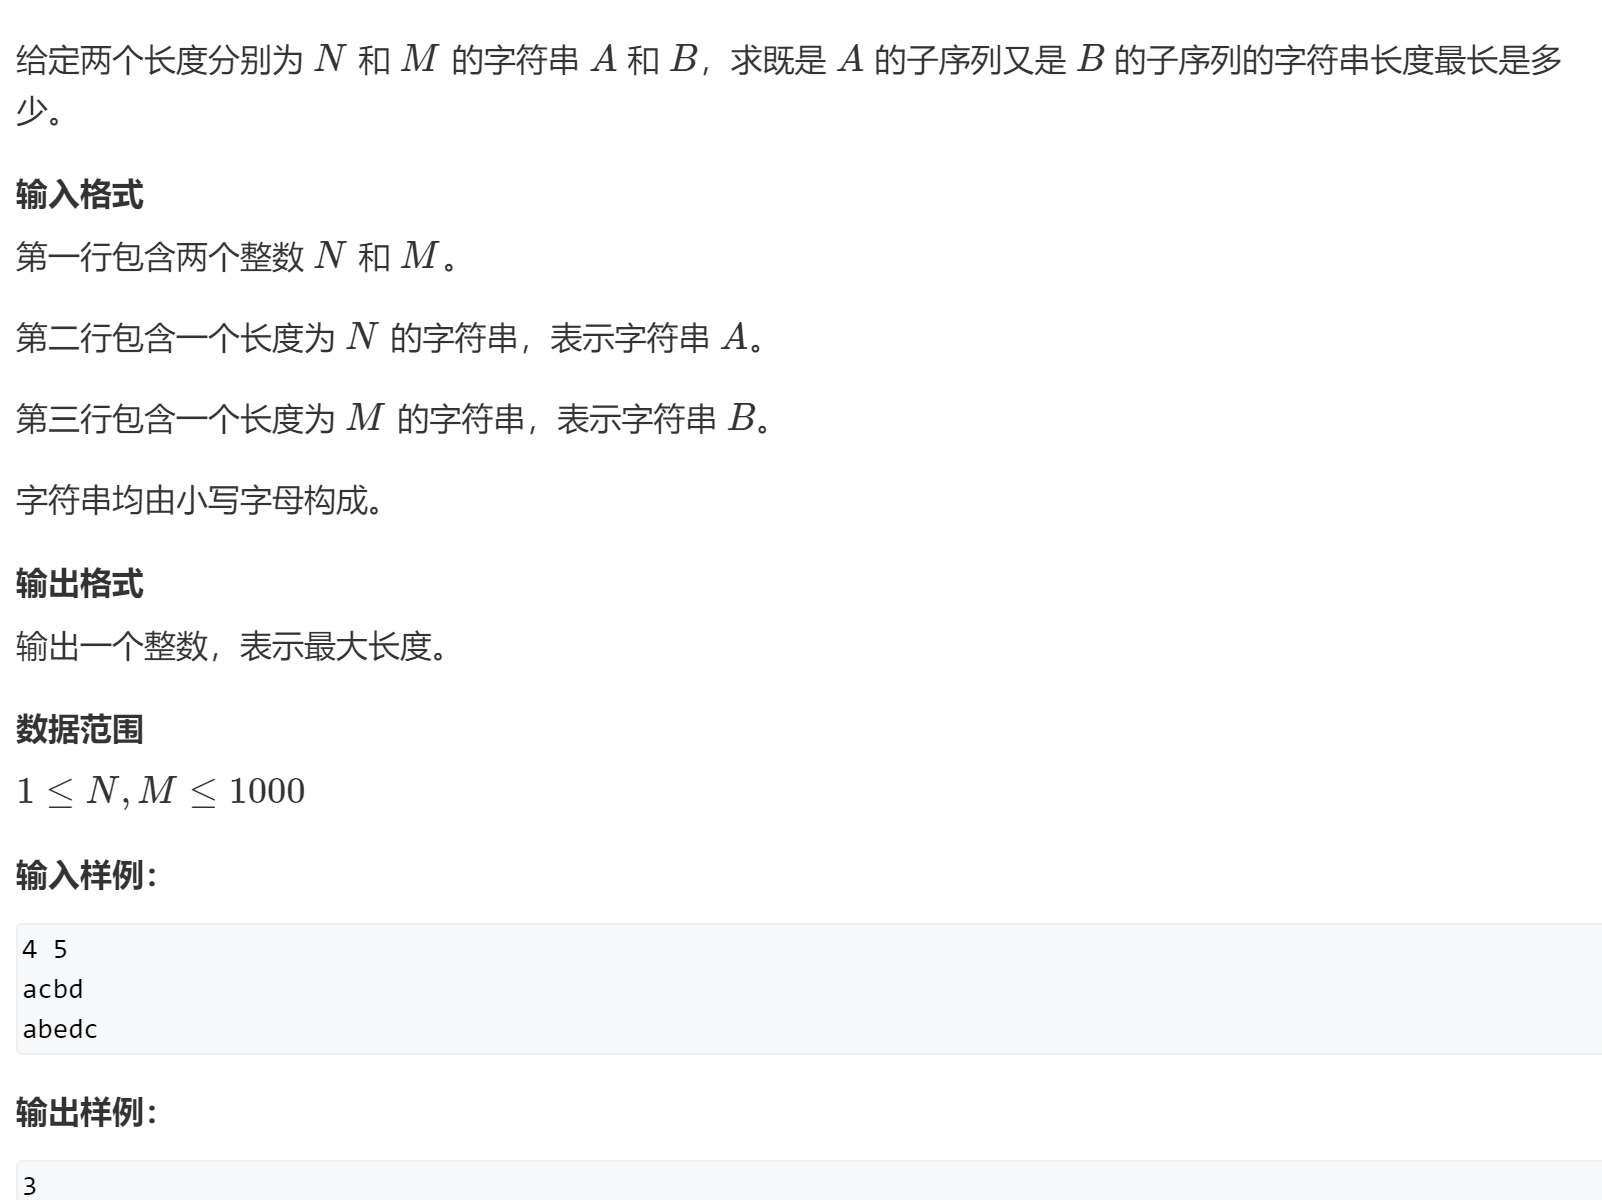 给定两个长度分别为 N 和 M 的字符串 A 和 B，求既是 A 的子序列又是 B 的子序列的字符串长度最长是多
少。
输入格式
第一行包含两个整数 N 和 M。
第二行包含一个长度为 N 的字符串，表示字符串 A。
第三行包含一个长度为 M 的字符串，表示字符串 B。
字符串均由小写字母构成。
输出格式
输出一个整数，表示最大长度。
数据范围
1 ≤ N, M ≤ 1000
输入样例：
4 5
acbd
abedc
输出样例：
3